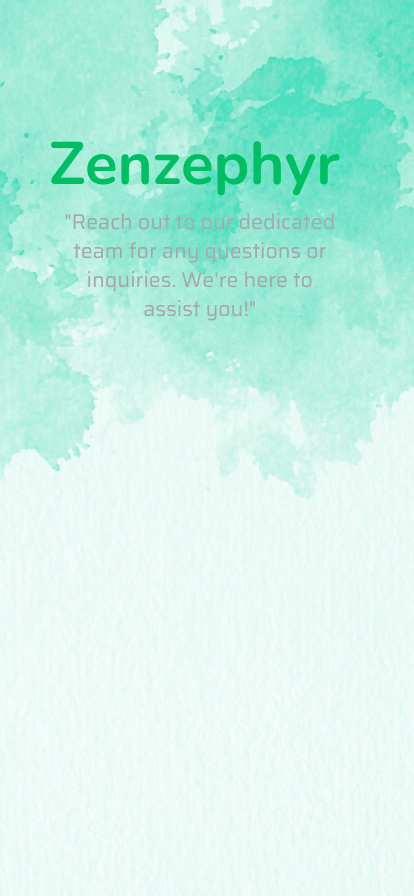 Zenzephyr
"Reach out to our dedicated
team for any questions or
inquiries. We're here to
assist you!"